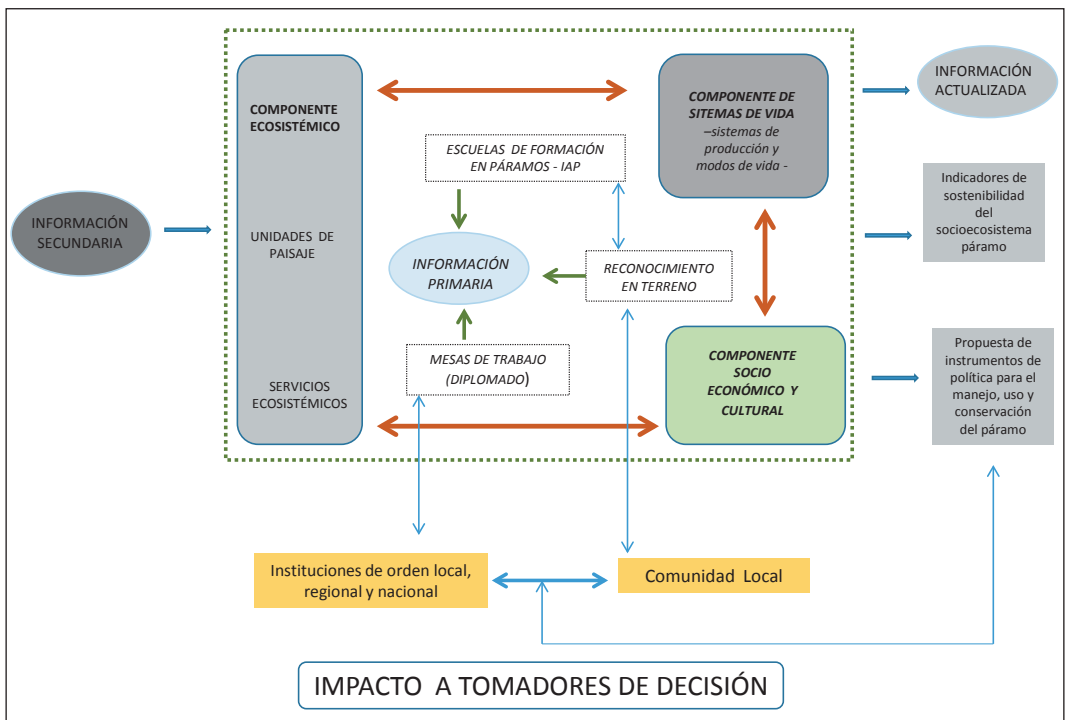 INFORMACIÓN
SECUNDARIA
COMPONENTE
ECOSISTÉMICO
UNIDADES DE
PAISAJE
SERVICIOS
ECOSISTÉMICOS
ESCUELAS DE FORMACIÓN
EN PÁRAMOS - IAP
INFORMACIÓN
PRIMARIA
RECONOCIMIENTO
EN TERRENO
MESAS DE TRABAJO
(DIPLOMADO)
COMPONENTE DE
SITEMAS DE VIDA
–sistemas de
producción y
modos de vida -
COMPONENTE
SOCIO
ECONÓMICO Y
CULTURAL
INFORMACIÓN
ACTUALIZADA
Indicadores de
sostenibilidad
del
socioecosistema
páramo
Propuesta de
instrumentos de
política para el
manejo, uso y
conservación
del páramo
Instituciones de orden local,
regional y nacional
Comunidad Local
IMPACTO A TOMADORES DE DECISIÓN